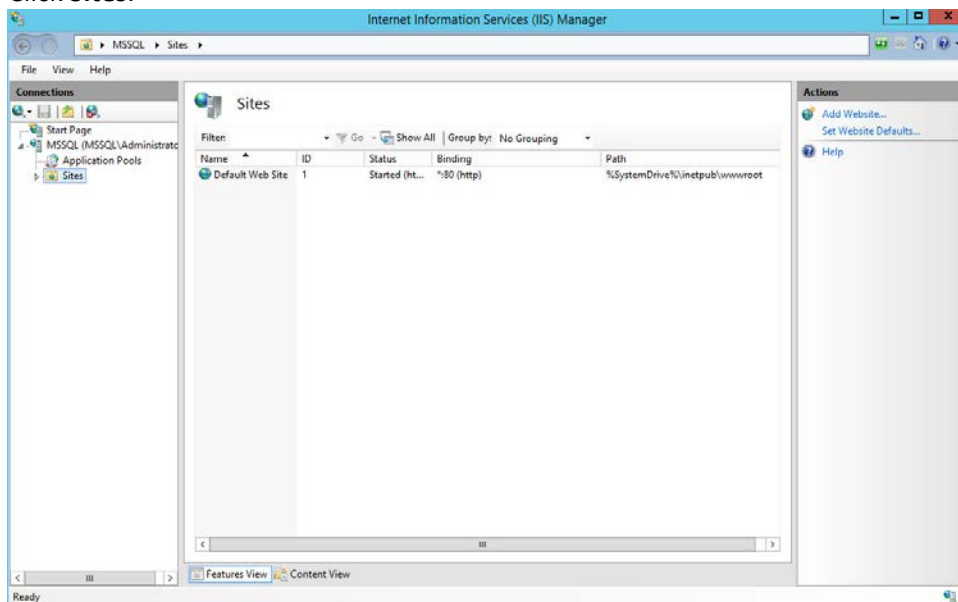 Internet Information Services (IIS) Manager
MSSQL Sites
File View Help
Connections
Start Page
MSSQL (MSSQL\Administratc
Application Pools
Sites
Sites
Filter: Go Show All Group by: No Grouping
Name ID Status Binding Path
Default Web Site 1 Started (ht... *:80 (http) %SystemDrive%\inetpub\wwwroot
Features View Content View
Actions
Add Website...
Set Website Defaults...
Help
Ready